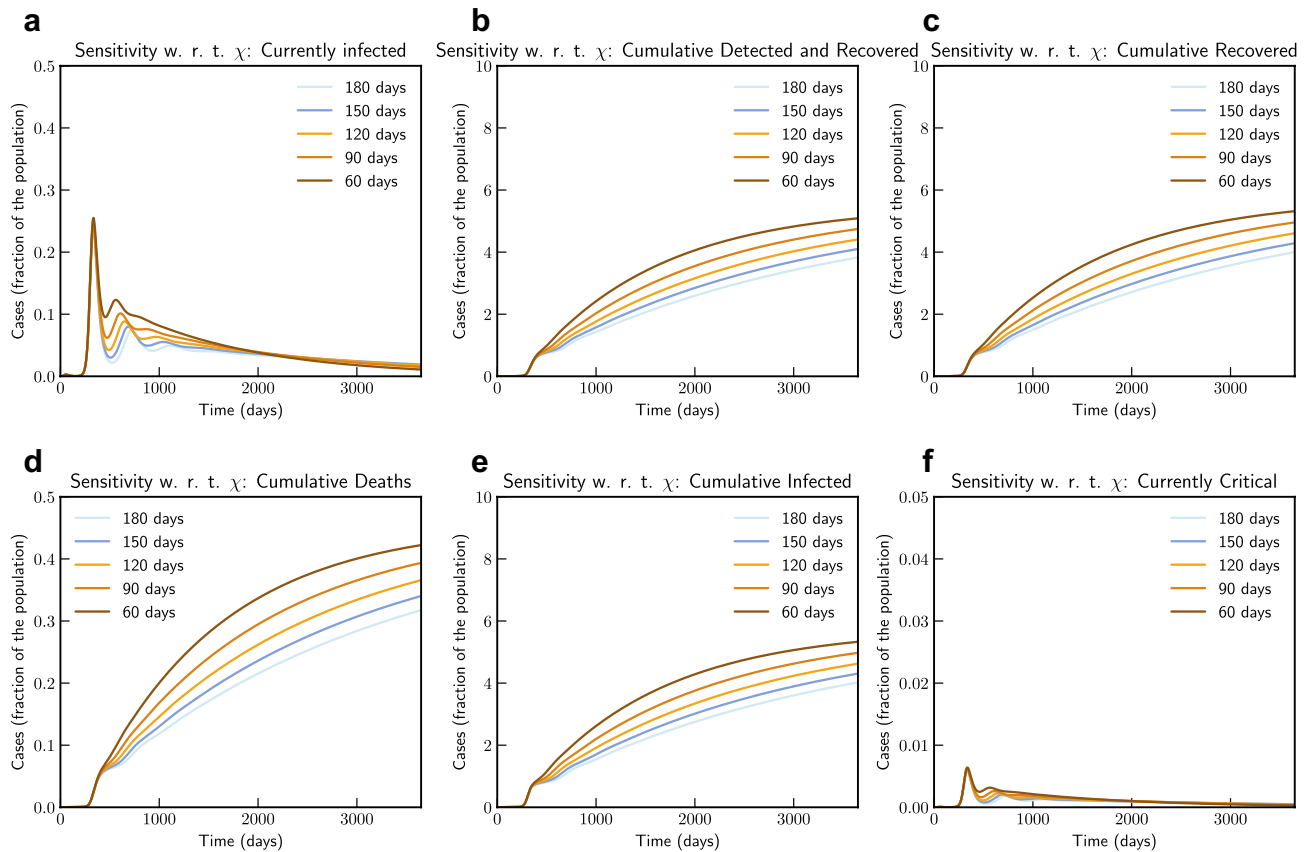 a
Sensitivity w. r. t. χ: Currently infected
Cases (fraction of the population)
0.5
0.4
0.3
0.2
0.1
0.0
180 days
150 days
120 days
90 days
60 days
0 1000 2000 3000
Time (days)
b
Sensitivity w. r. t. χ: Cumulative Detected and Recovered
Cases (fraction of the population)
10
8
6
4
2
0
180 days
150 days
120 days
90 days
60 days
0 1000 2000 3000
Time (days)
c
Sensitivity w. r. t. χ: Cumulative Recovered
Cases (fraction of the population)
10
8
6
4
2
0
180 days
150 days
120 days
90 days
60 days
0 1000 2000 3000
Time (days)
d
Sensitivity w. r. t. χ: Cumulative Deaths
Cases (fraction of the population)
0.5
0.4
0.3
0.2
0.1
0.0
180 days
150 days
120 days
90 days
60 days
0 1000 2000 3000
Time (days)
e
Sensitivity w. r. t. χ: Cumulative Infected
Cases (fraction of the population)
10
8
6
4
2
0
180 days
150 days
120 days
90 days
60 days
0 1000 2000 3000
Time (days)
f
Sensitivity w. r. t. χ: Currently Critical
Cases (fraction of the population)
0.05
0.04
0.03
0.02
0.01
0.00
180 days
150 days
120 days
90 days
60 days
0 1000 2000 3000
Time (days)